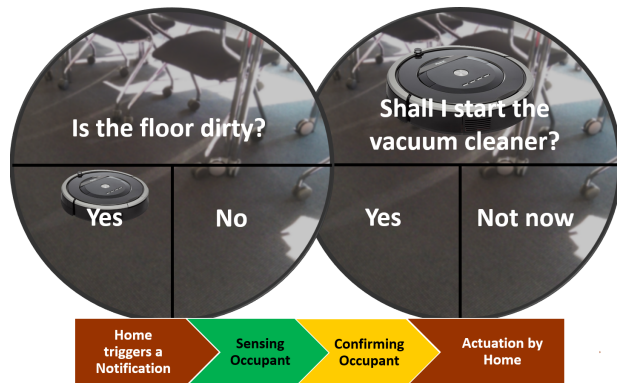 Is the floor dirty?
Yes
No
Shall I start the
vacuum cleaner?
Yes
Not now
Home
triggers a
Notification
Sensing
Occupant
Confirming
Occupant
Actuation by
Home